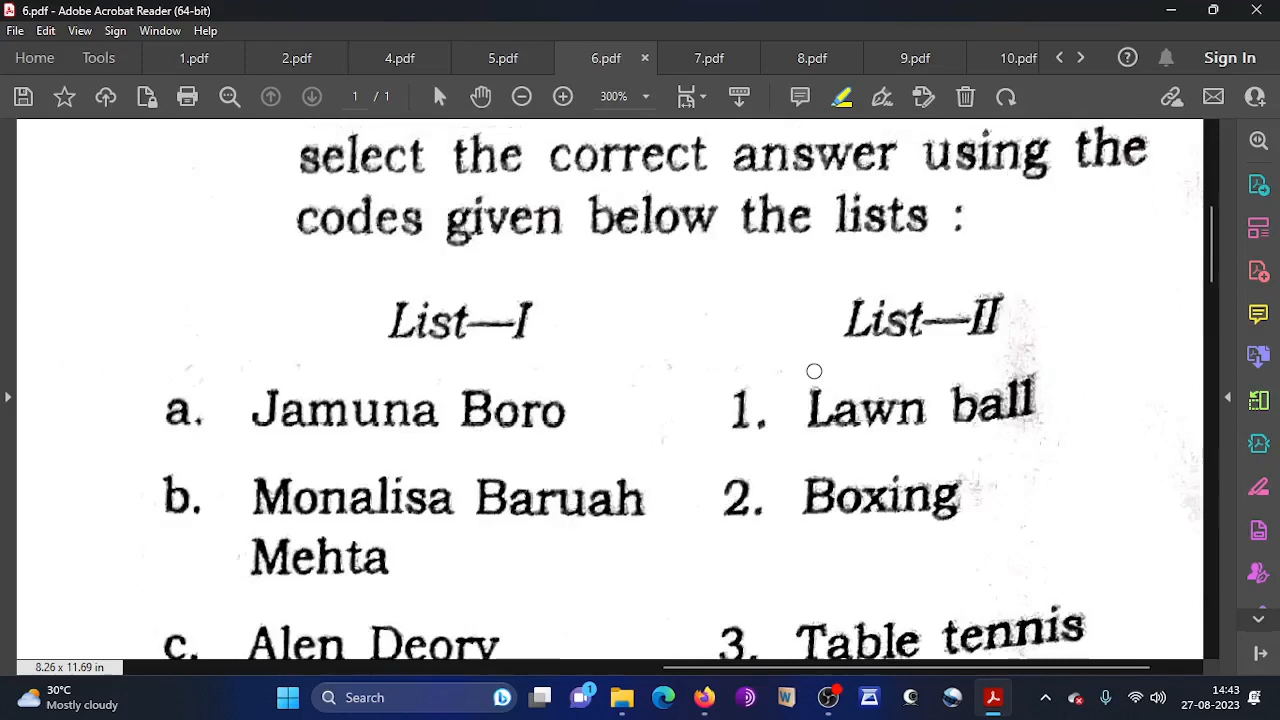 6.pdf - Adobe Acrobat Reader (64-bit)
File Edit View Sign Window Help
Home Tools 1.pdf 2.pdf 4.pdf 5.pdf 6.pdf × 7.pdf 8.pdf 9.pdf 10.pdf Sign In
1 / 1 300%
select the correct answer using the
codes given below the lists :
List—I List—II
a. Jamuna Boro 1. Lawn ball
b. Monalisa Baruah 2. Boxing
Mehta
c. Alen Deory 3. Table tennis
8.26 x 11.69 in
30°C
Mostly cloudy
Search
1
14:43
27-08-2023